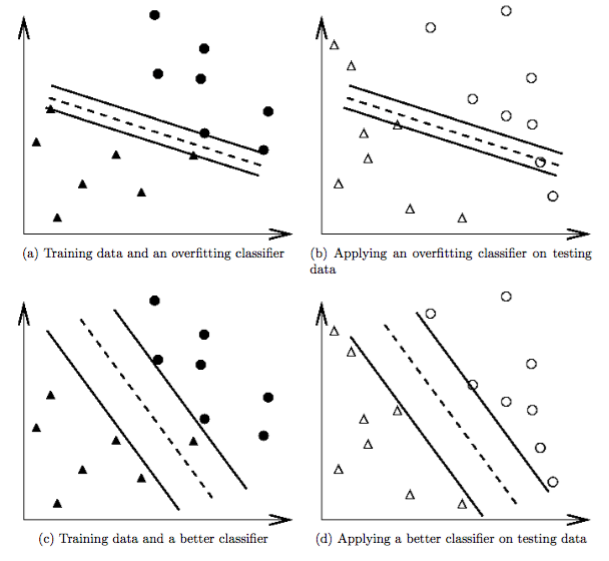 (a) Training data and an overfitting classifier
(b) Applying an overfitting classifier on testing
data
(c) Training data and a better classifier
(d) Applying a better classifier on testing data